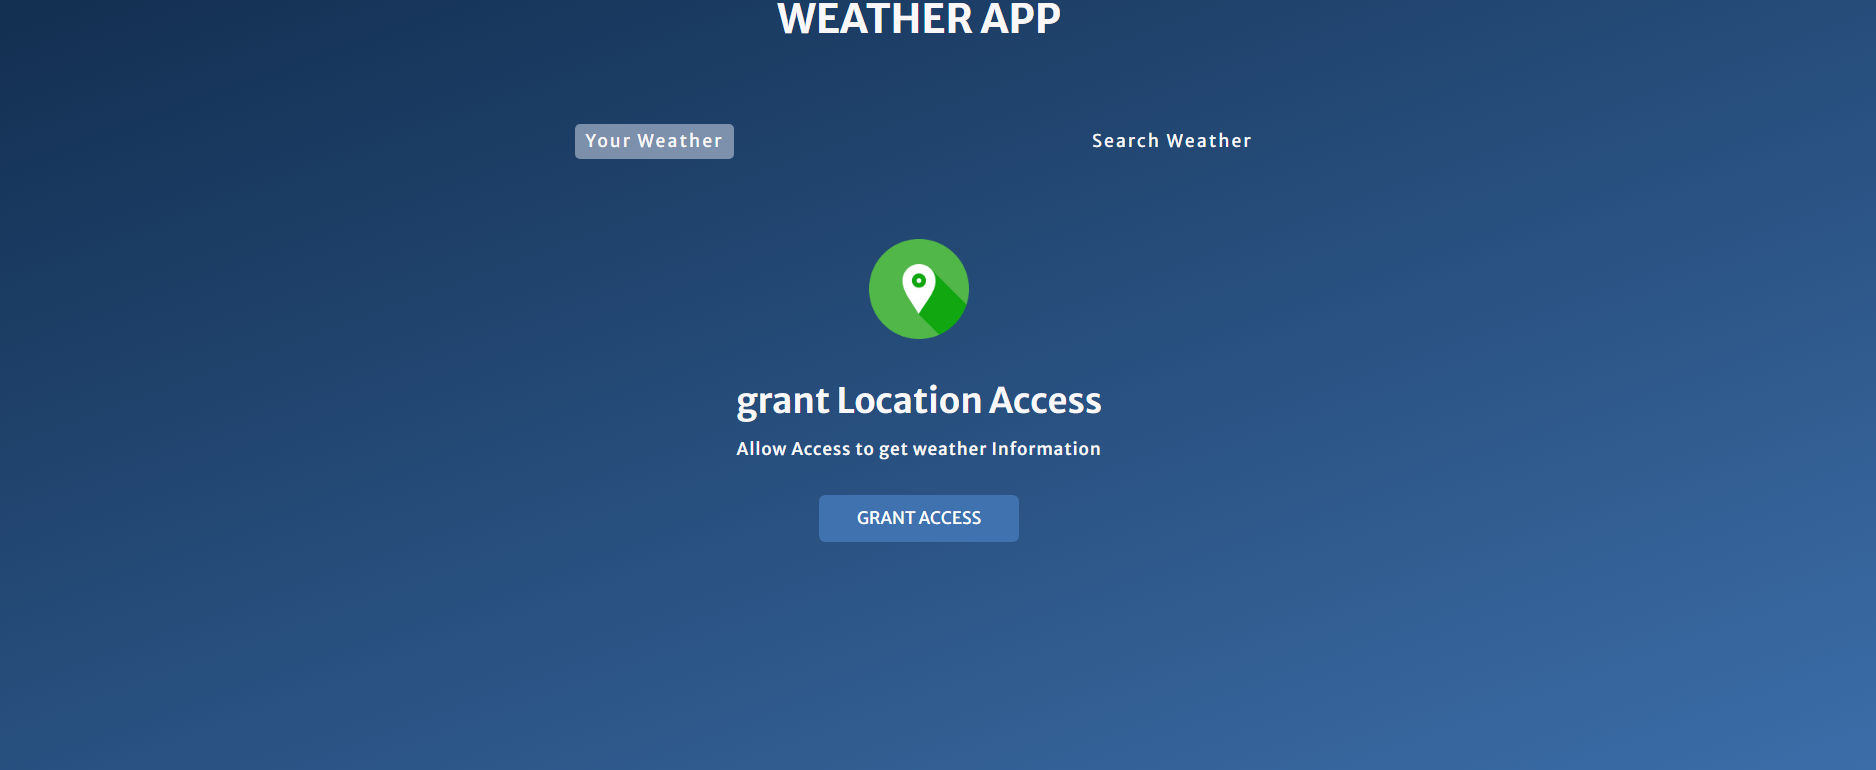 WEATHER APP
Your Weather
Search Weather
grant Location Access
Allow Access to get weather Information
GRANT ACCESS